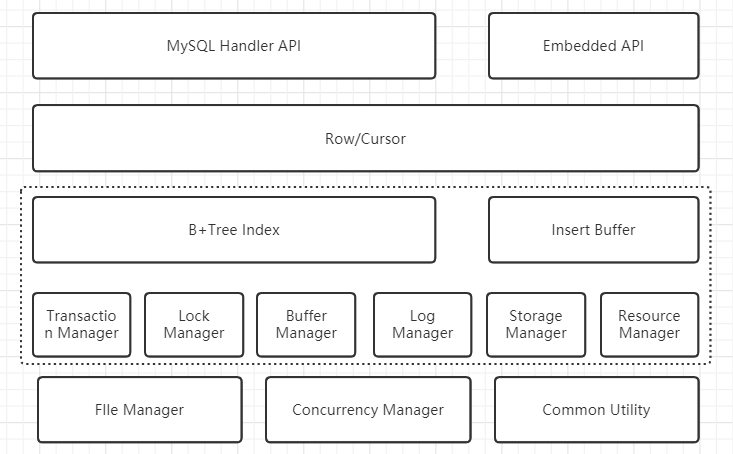 MySQL Handler API
Embedded API
Row/Cursor
B+Tree Index
Insert Buffer
Transactio
n Manager
Lock
Manager
Buffer
Manager
Log
Manager
Storage
Manager
Resource
Manager
FIle Manager
Concurrency Manager
Common Utility